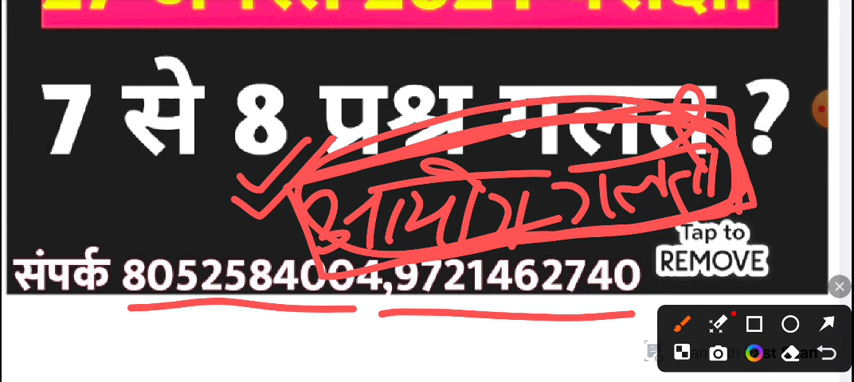 7 से 8 प्रश्न गलत ?
आयोग गलती
Tap to
REMOVE
संपर्क 8052584004,9721462740